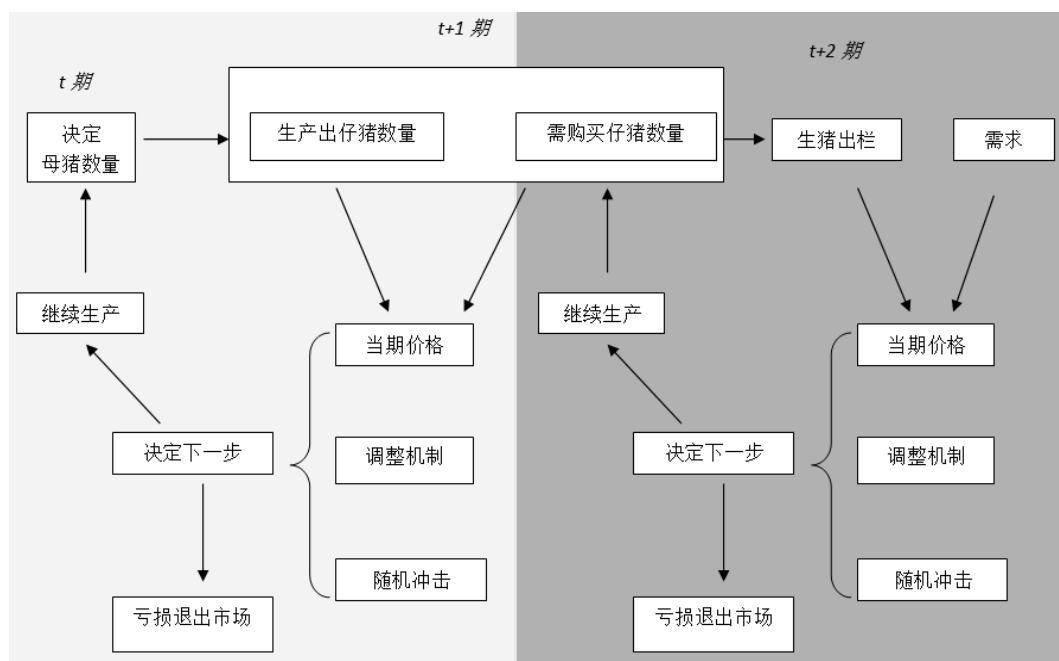 t+1 期
t 期
t+2 期
决定
母猪数量
生产出仔猪数量
需购买仔猪数量
生猪出栏
需求
继续生产
当期价格
继续生产
当期价格
决定下一步
调整机制
决定下一步
调整机制
随机冲击
随机冲击
亏损退出市场
亏损退出市场